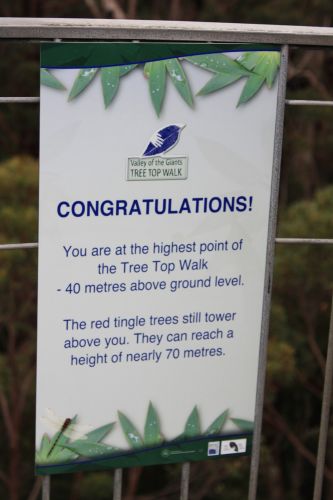 Valley of the Giants
TREE TOP WALK
CONGRATULATIONS!
You are at the highest point of
the Tree Top Walk
- 40 metres above ground level.
The red tingle trees still tower
above you. They can reach a
height of nearly 70 metres.